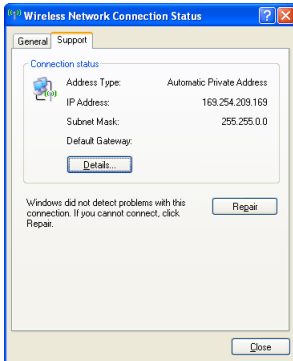 Wireless Network Connection Status
General Support
Connection status
Address Type: Automatic Private Address
IP Address: 169.254.209.169
Subnet Mask: 255.255.0.0
Default Gateway:
Details...
Windows did not detect problems with this
connection. If you cannot connect, click
Repair.
Repair
Close